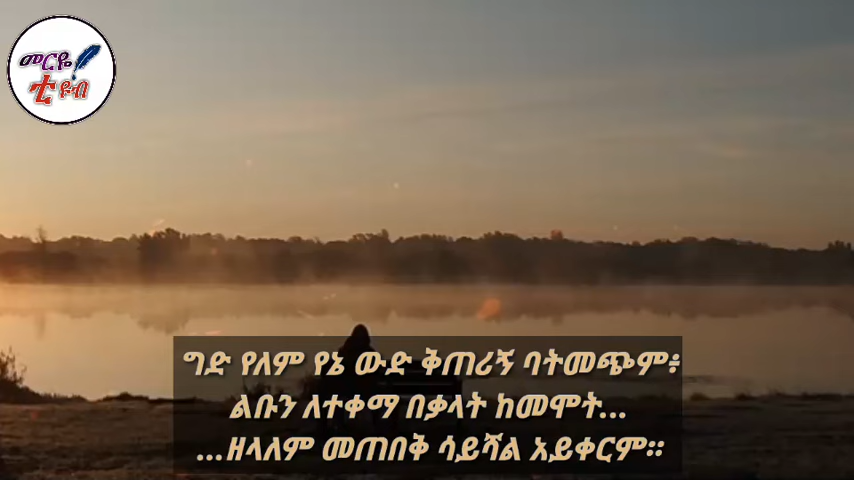 መርዬ
ቲዩብ
ግድ የለም የኔ ውድ ቅጠሪኝ ባትመጭም፥
ልቡን ለተቀማ በቃላት ከመሞት...
...ዘላለም መጠበቅ ሳይሻል አይቀርም።